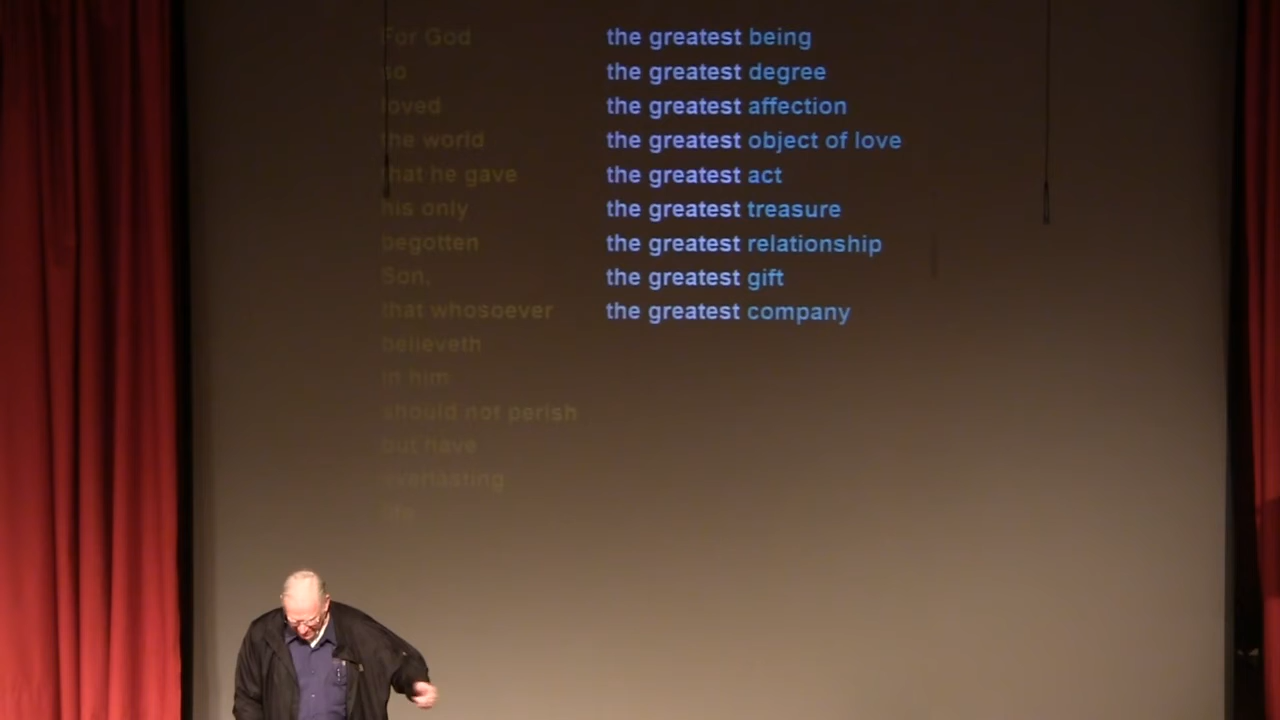 For God the greatest being
so the greatest degree
loved the greatest affection
the world the greatest object of love
that he gave the greatest act
his only the greatest treasure
begotten the greatest relationship
Son, the greatest gift
that whosoever the greatest company
believeth
in him
should not perish
but have
everlasting
life